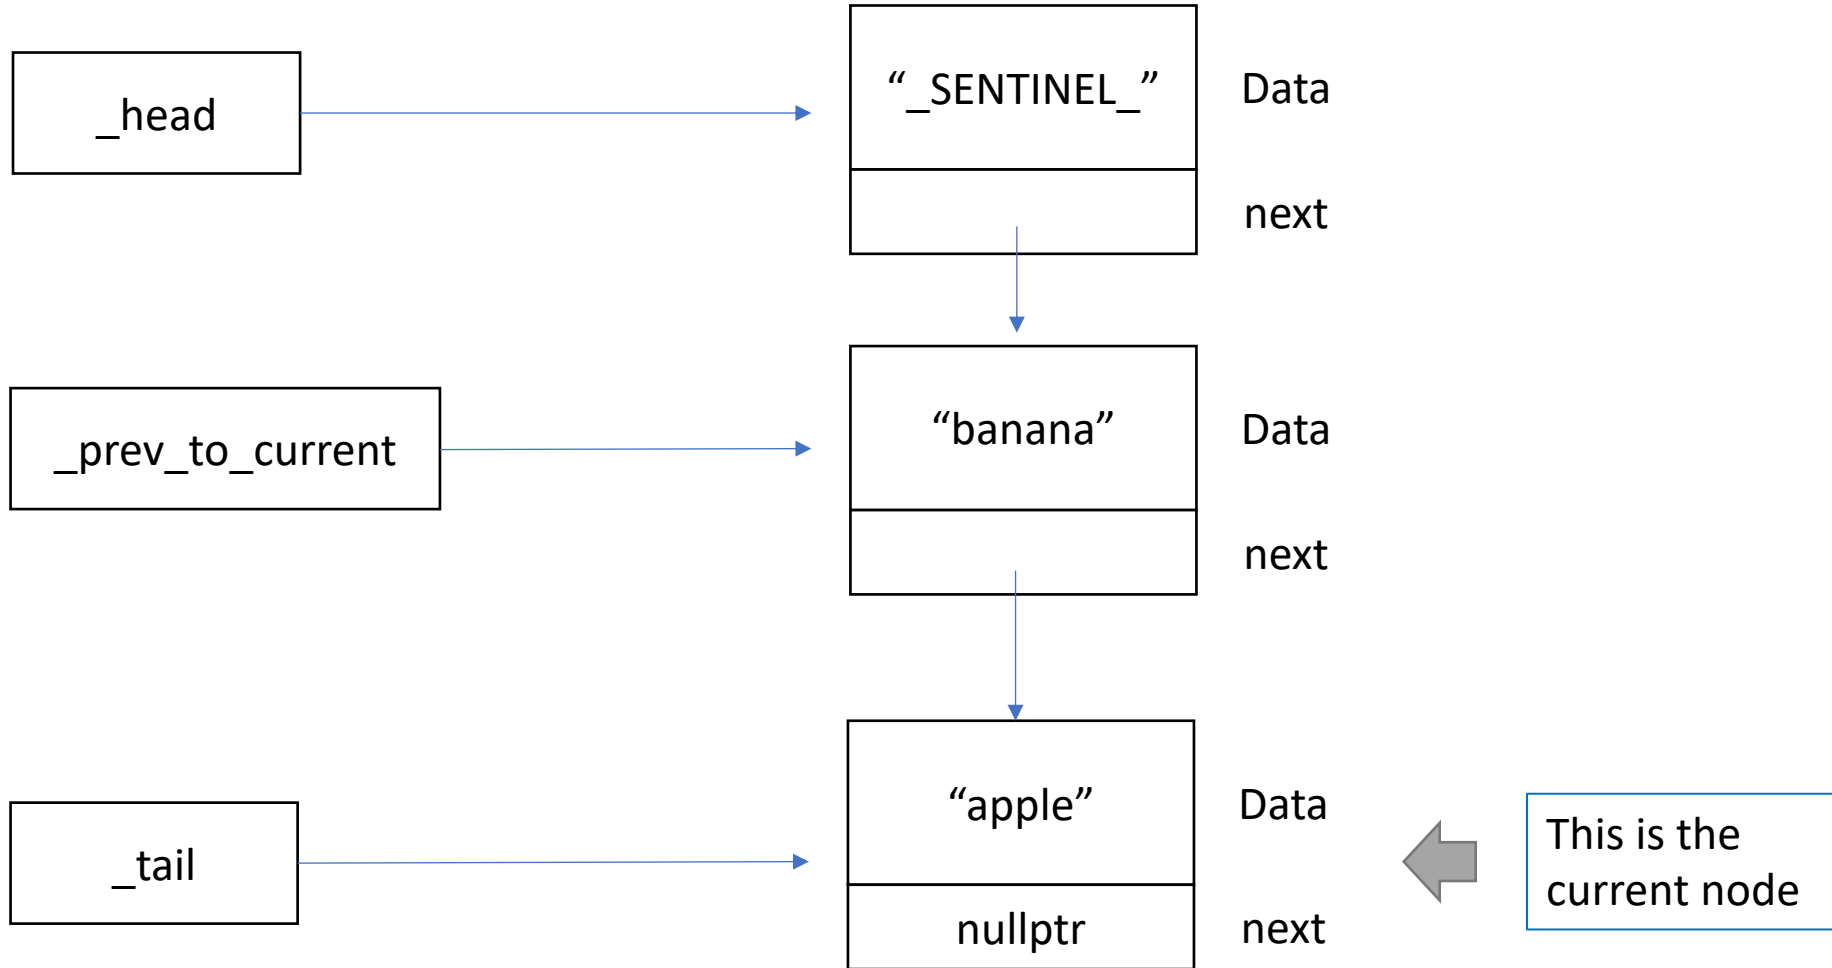 _head
“_SENTINEL_”
Data
next
_prev_to_current
“banana”
Data
next
_tail
“apple”
Data
nullptr
next
This is the
current node